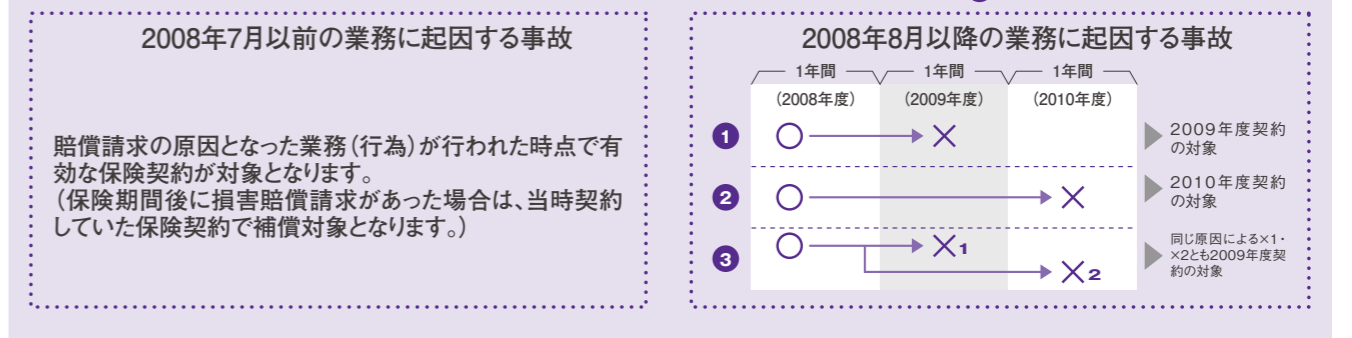 2008年7月以前の業務に起因する事故
賠償請求の原因となった業務(行為)が行われた時点で有
効な保険契約が対象となります。
(保険期間後に損害賠償請求があった場合は、当時契約
していた保険契約で補償対象となります。)
2008年8月以降の業務に起因する事故
1年間 1年間 1年間
(2008年度) (2009年度) (2010年度)
1 ○ × 2009年度契約
の対象
2 ○ × 2010年度契約
の対象
3 ○ ×1 ×2 同じ原因による×1・
×2とも2009年度契
約の対象